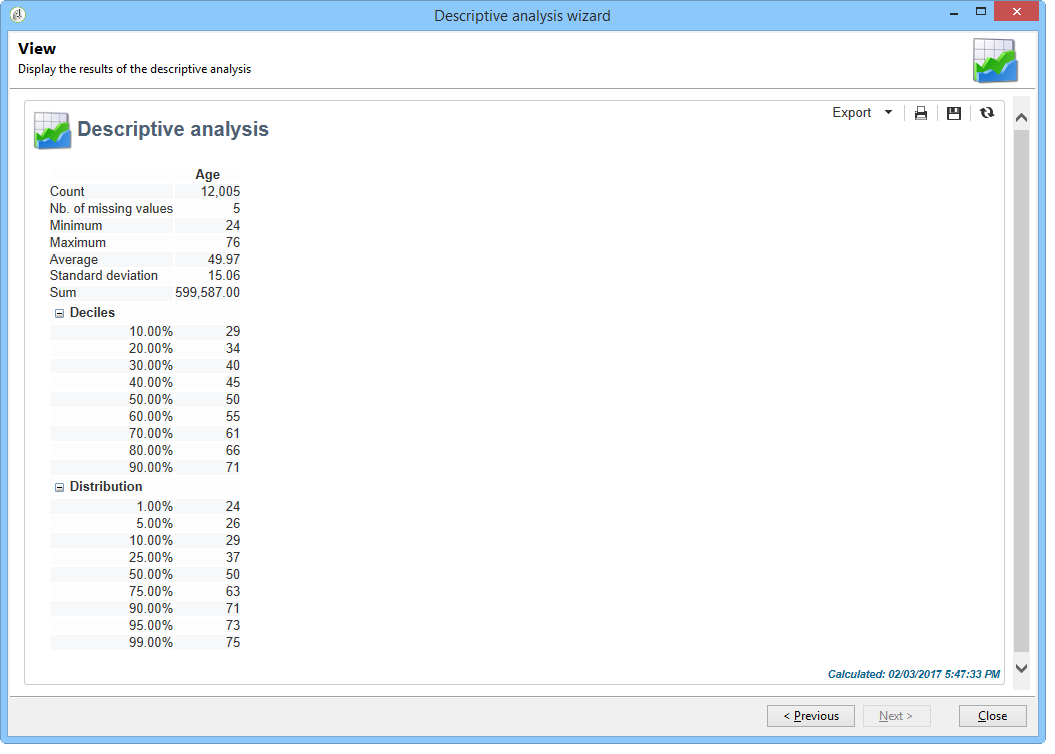 Descriptive analysis wizard
View
Display the results of the descriptive analysis
Export
Descriptive analysis
Age
Count 12,005
Nb. of missing values 5
Minimum 24
Maximum 76
Average 49.97
Standard deviation 15.06
Sum 599,587.00
Deciles
10.00% 29
20.00% 34
30.00% 40
40.00% 45
50.00% 50
60.00% 55
70.00% 61
80.00% 66
90.00% 71
Distribution
1.00% 24
5.00% 26
10.00% 29
25.00% 37
50.00% 50
75.00% 63
90.00% 71
95.00% 73
99.00% 75
Calculated: 02/03/2017 5:47:33 PM
< Previous Next > Close